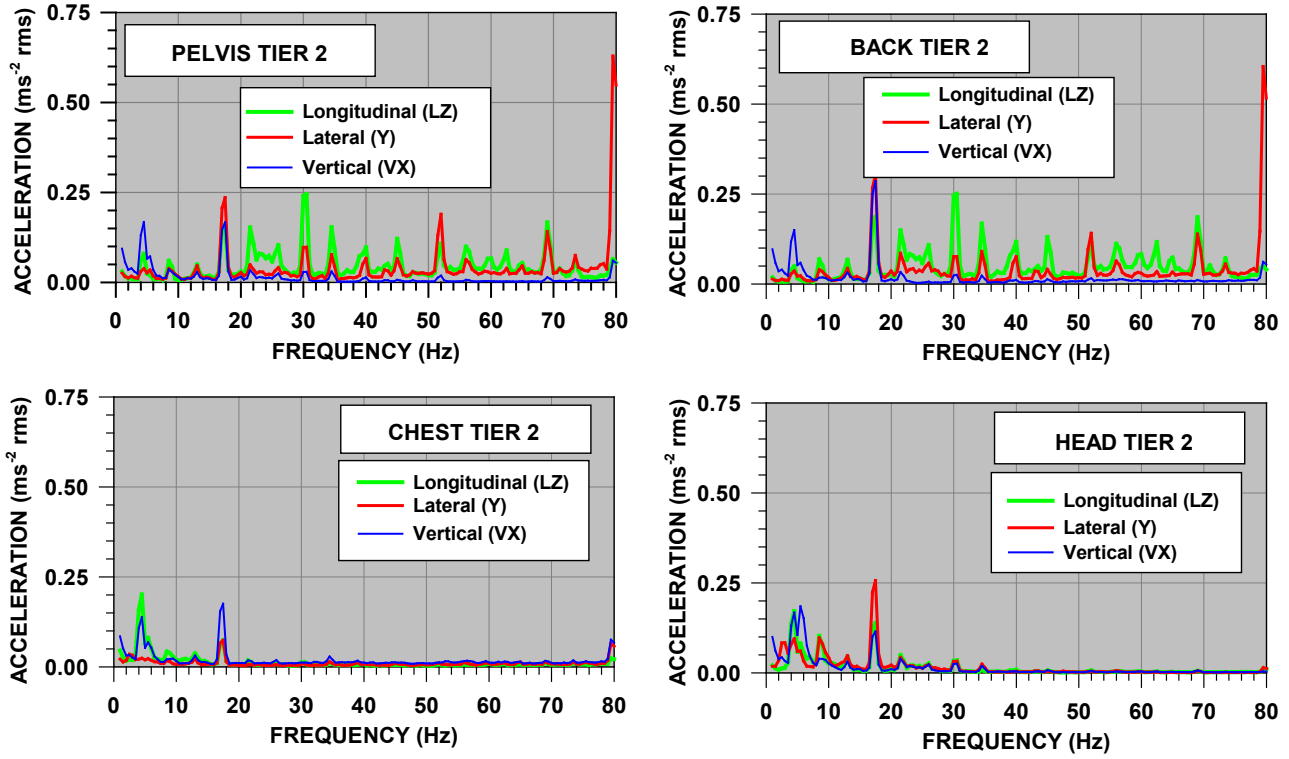 0.75
0.50
0.25
0.00
ACCELERATION (ms-2 rms)
PELVIS TIER 2
Longitudinal (LZ)
Lateral (Y)
Vertical (VX)
0 10 20 30 40 50 60 70 80
FREQUENCY (Hz)
0.75
0.50
0.25
0.00
ACCELERATION (ms-2 rms)
BACK TIER 2
Longitudinal (LZ)
Lateral (Y)
Vertical (VX)
0 10 20 30 40 50 60 70 80
FREQUENCY (Hz)
0.75
0.50
0.25
0.00
ACCELERATION (ms-2 rms)
CHEST TIER 2
Longitudinal (LZ)
Lateral (Y)
Vertical (VX)
0 10 20 30 40 50 60 70 80
FREQUENCY (Hz)
0.75
0.50
0.25
0.00
ACCELERATION (ms-2 rms)
HEAD TIER 2
Longitudinal (LZ)
Lateral (Y)
Vertical (VX)
0 10 20 30 40 50 60 70 80
FREQUENCY (Hz)